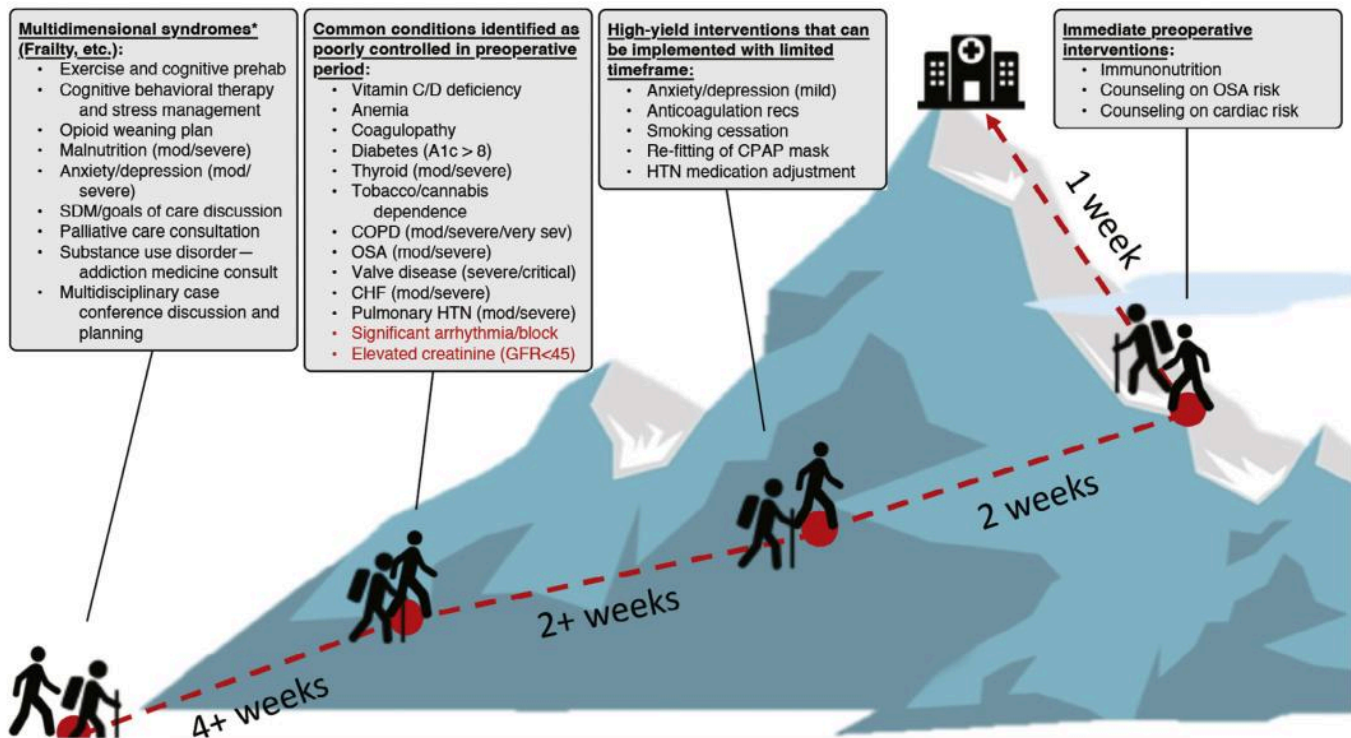 Multidimensional syndromes*
(Frailty, etc.):
• Exercise and cognitive prehab
• Cognitive behavioral therapy
and stress management
• Opioid weaning plan
• Malnutrition (mod/severe)
• Anxiety/depression (mod/
severe)
• SDM/goals of care discussion
• Palliative care consultation
• Substance use disorder—
addiction medicine consult
• Multidisciplinary case
conference discussion and
planning
Common conditions identified as
poorly controlled in preoperative
period:
• Vitamin C/D deficiency
• Anemia
• Coagulopathy
• Diabetes (A1c > 8)
• Thyroid (mod/severe)
• Tobacco/cannabis
dependence
• COPD (mod/severe/very sev)
• OSA (mod/severe)
• Valve disease (severe/critical)
• CHF (mod/severe)
• Pulmonary HTN (mod/severe)
• Significant arrhythmia/block
• Elevated creatinine (GFR<45)
High-yield interventions that can
be implemented with limited
timeframe:
• Anxiety/depression (mild)
• Anticoagulation recs
• Smoking cessation
• Re-fitting of CPAP mask
• HTN medication adjustment
Immediate preoperative
interventions:
• Immunonutrition
• Counseling on OSA risk
• Counseling on cardiac risk
4+ weeks
2+ weeks
2 weeks
1 week